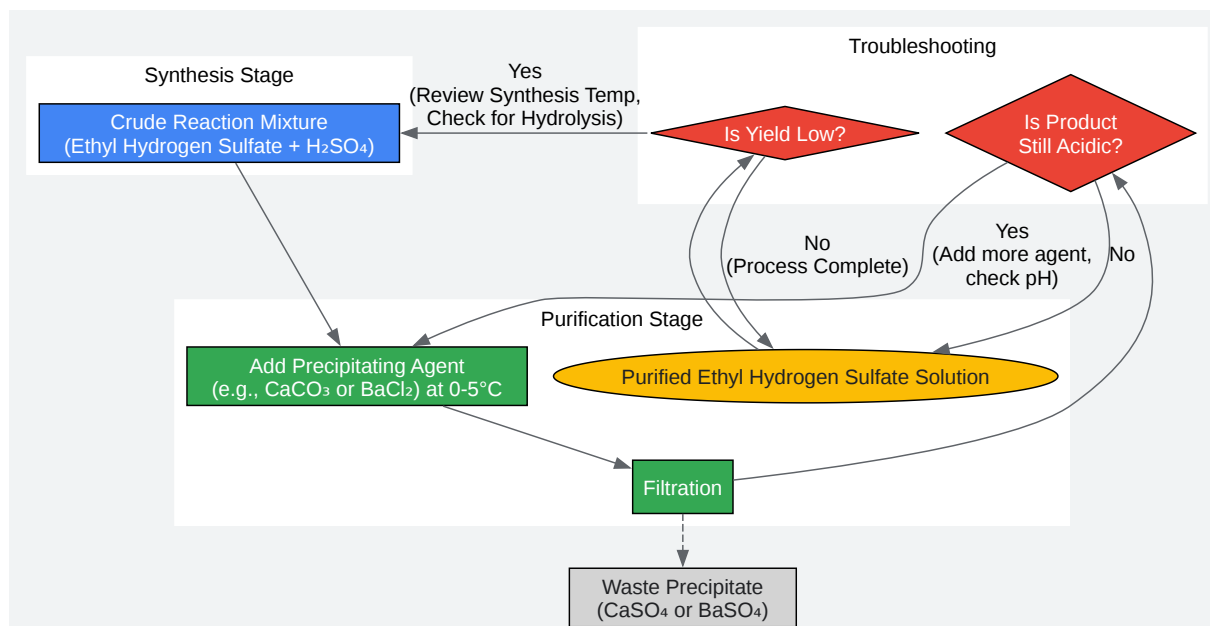 Troubleshooting
Synthesis Stage
Yes
(Review Synthesis Temp,
Check for Hydrolysis)
Crude Reaction Mixture
(Ethyl Hydrogen Sulfate + H₂SO₄)
Is Yield Low?
Is Product
Still Acidic?
No
(Process Complete)
Yes
(Add more agent,
check pH)
No
Purification Stage
Add Precipitating Agent
(e.g., CaCO₃ or BaCl₂) at 0-5°C
Purified Ethyl Hydrogen Sulfate Solution
Filtration
Waste Precipitate
(CaSO₄ or BaSO₄)